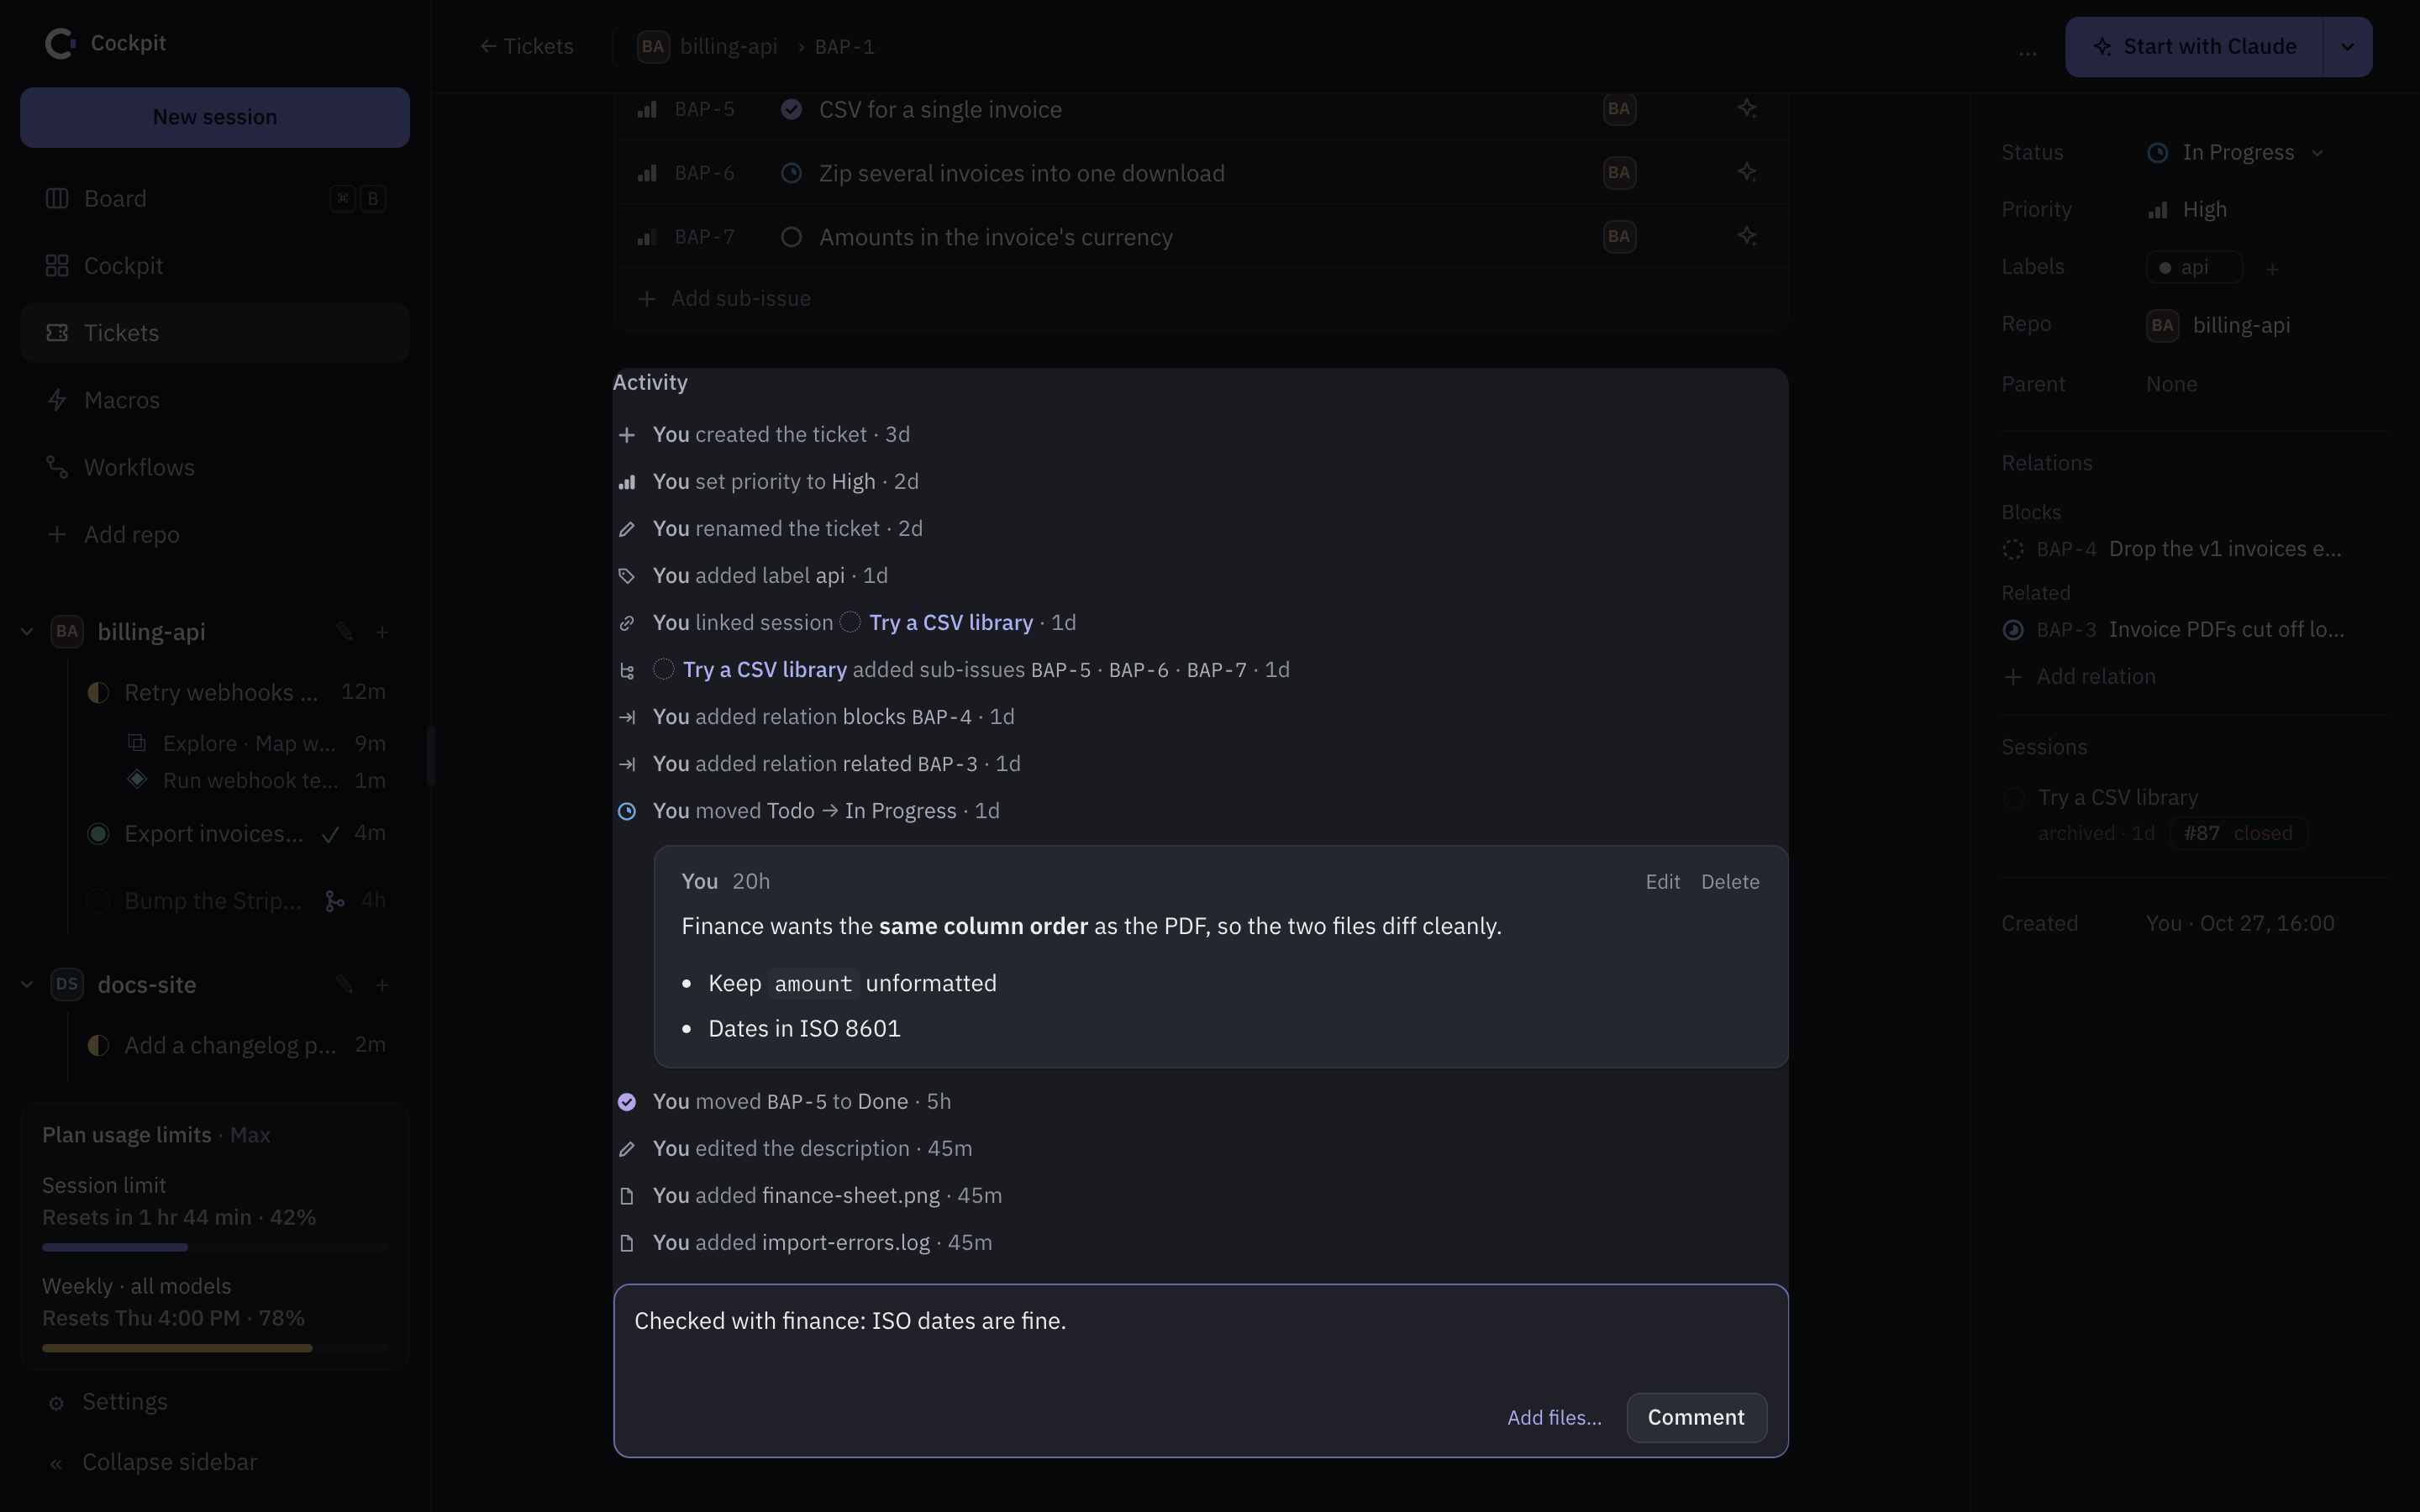 Cockpit
New session
Board ⌘ B
Cockpit
Tickets
Macros
Workflows
Add repo
BA billing-api
Retry webhooks ... 12m
Explore · Map w... 9m
Run webhook te... 1m
Export invoices... 4m
Bump the Strip... 4h
DS docs-site
Add a changelog p... 2m
Plan usage limits · Max
Session limit
Resets in 1 hr 44 min · 42%
Weekly · all models
Resets Thu 4:00 PM · 78%
Settings
« Collapse sidebar
← Tickets
BA billing-api › BAP-1
... Start with Claude
BAP-5 CSV for a single invoice BA
BAP-6 Zip several invoices into one download BA
BAP-7 Amounts in the invoice's currency BA
Add sub-issue
Activity
You created the ticket · 3d
You set priority to High · 2d
You renamed the ticket · 2d
You added label api · 1d
You linked session Try a CSV library · 1d
Try a CSV library added sub-issues BAP-5 · BAP-6 · BAP-7 · 1d
You added relation blocks BAP-4 · 1d
You added relation related BAP-3 · 1d
You moved Todo → In Progress · 1d
You 20h Edit Delete
Finance wants the same column order as the PDF, so the two files diff cleanly.
• Keep amount unformatted
• Dates in ISO 8601
You moved BAP-5 to Done · 5h
You edited the description · 45m
You added finance-sheet.png · 45m
You added import-errors.log · 45m
Checked with finance: ISO dates are fine.
Add files... Comment
Status In Progress
Priority High
Labels api +
Repo BA billing-api
Parent None
Relations
Blocks
BAP-4 Drop the v1 invoices e...
Related
BAP-3 Invoice PDFs cut off lo...
Add relation
Sessions
Try a CSV library
archived · 1d #87 closed
Created You · Oct 27, 16:00